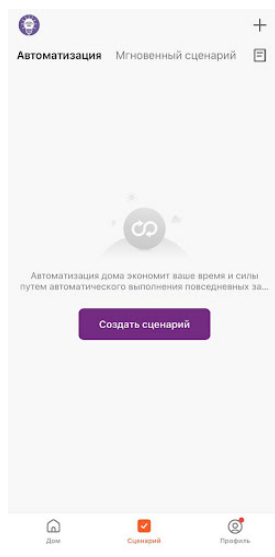 Автоматизация Мгновенный сценарий
Автоматизация дома экономит ваше время и силы
путем автоматического выполнения повседневных за...
Создать сценарий
Дом Сценарий Профиль